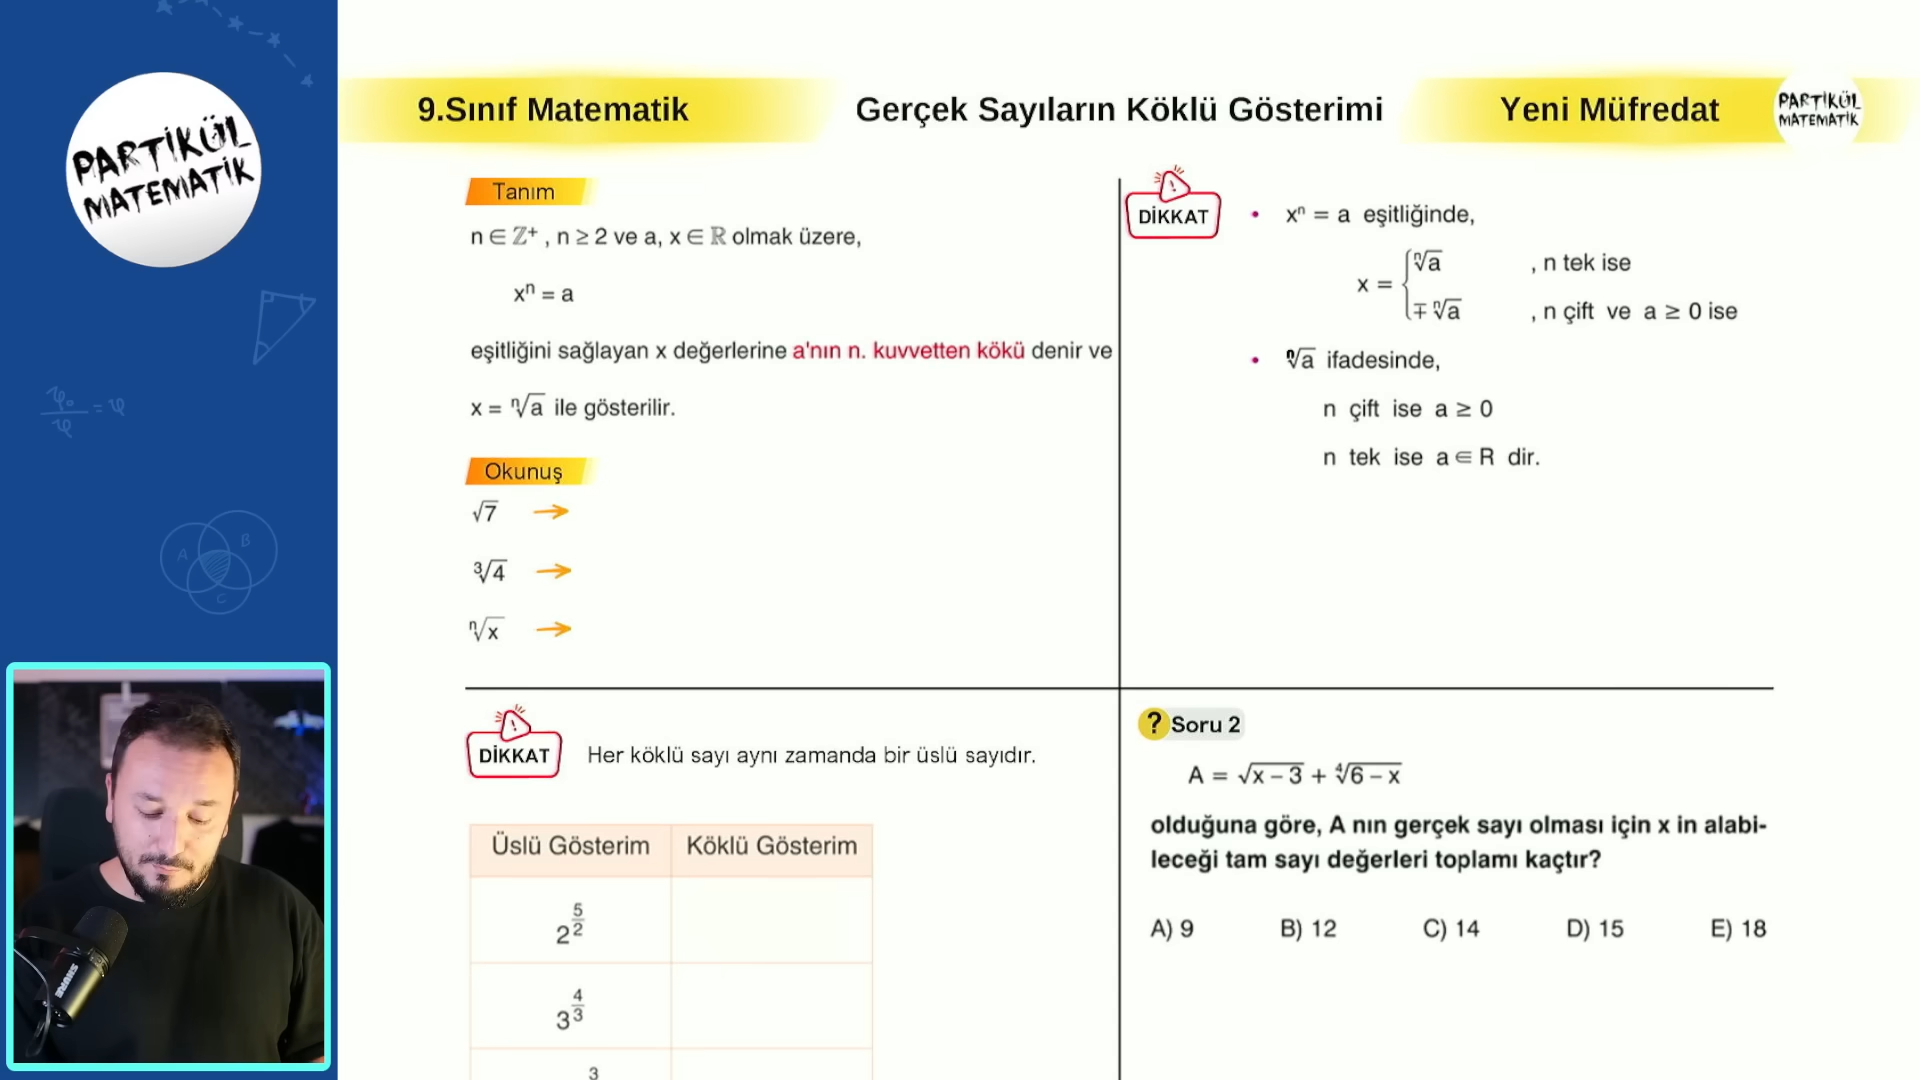 PARTİKÜL
MATEMATİK
9.Sınıf Matematik
Gerçek Sayıların Köklü Gösterimi
Yeni Müfredat
PARTİKÜL
MATEMATİK
Tanım
n ∈ ℤ⁺ , n ≥ 2 ve a, x ∈ ℝ olmak üzere,
xⁿ = a
eşitliğini sağlayan x değerlerine a'nın n. kuvvetten kökü denir ve
x = ⁿ√a ile gösterilir.
Okunuş
√7 →
³√4 →
ⁿ√x →
DİKKAT
• xⁿ = a eşitliğinde,
x = { ⁿ√a , n tek ise
∓ ⁿ√a , n çift ve a ≥ 0 ise
• ⁿ√a ifadesinde,
n çift ise a ≥ 0
n tek ise a ∈ R dir.
DİKKAT
Her köklü sayı aynı zamanda bir üslü sayıdır.
Üslü Gösterim Köklü Gösterim
2^(5/2)
3^(4/3)
3
? Soru 2
A = √(x – 3) + ⁴√(6 – x)
olduğuna göre, A nın gerçek sayı olması için x in alabi-
leceği tam sayı değerleri toplamı kaçtır?
A) 9 B) 12 C) 14 D) 15 E) 18
A
B
C
SHURE